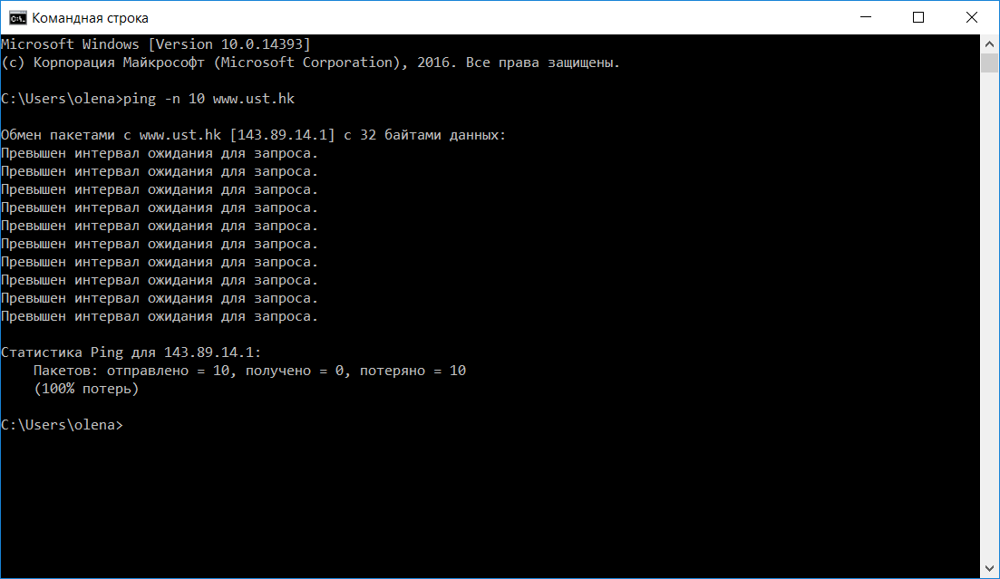 Командная строка
Microsoft Windows [Version 10.0.14393]
(c) Корпорация Майкрософт (Microsoft Corporation), 2016. Все права защищены.
C:\Users\olena>ping -n 10 www.ust.hk
Обмен пакетами с www.ust.hk [143.89.14.1] с 32 байтами данных:
Превышен интервал ожидания для запроса.
Превышен интервал ожидания для запроса.
Превышен интервал ожидания для запроса.
Превышен интервал ожидания для запроса.
Превышен интервал ожидания для запроса.
Превышен интервал ожидания для запроса.
Превышен интервал ожидания для запроса.
Превышен интервал ожидания для запроса.
Превышен интервал ожидания для запроса.
Превышен интервал ожидания для запроса.
Статистика Ping для 143.89.14.1:
    Пакетов: отправлено = 10, получено = 0, потеряно = 10
    (100% потерь)
C:\Users\olena>